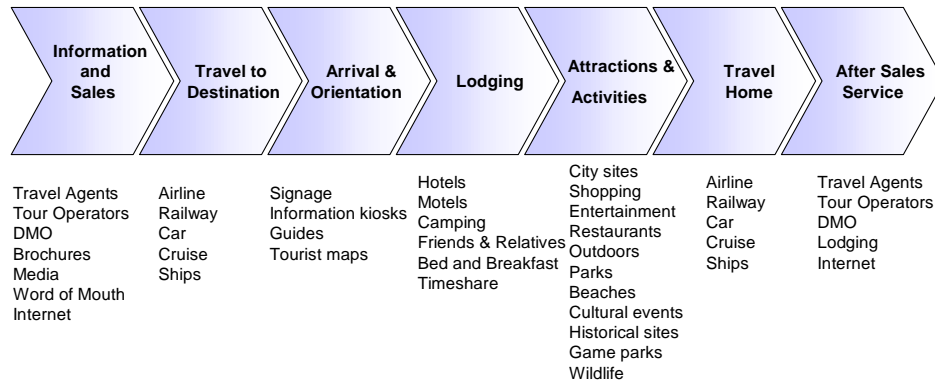 Information
and
Sales
Travel to
Destination
Arrival &
Orientation
Lodging
Attractions &
Activities
Travel
Home
After Sales
Service
Travel Agents
Tour Operators
DMO
Brochures
Media
Word of Mouth
Internet
Airline
Railway
Car
Cruise
Ships
Signage
Information kiosks
Guides
Tourist maps
Hotels
Motels
Camping
Friends & Relatives
Bed and Breakfast
Timeshare
City sites
Shopping
Entertainment
Restaurants
Outdoors
Parks
Beaches
Cultural events
Historical sites
Game parks
Wildlife
Airline
Railway
Car
Cruise
Ships
Travel Agents
Tour Operators
DMO
Lodging
Internet